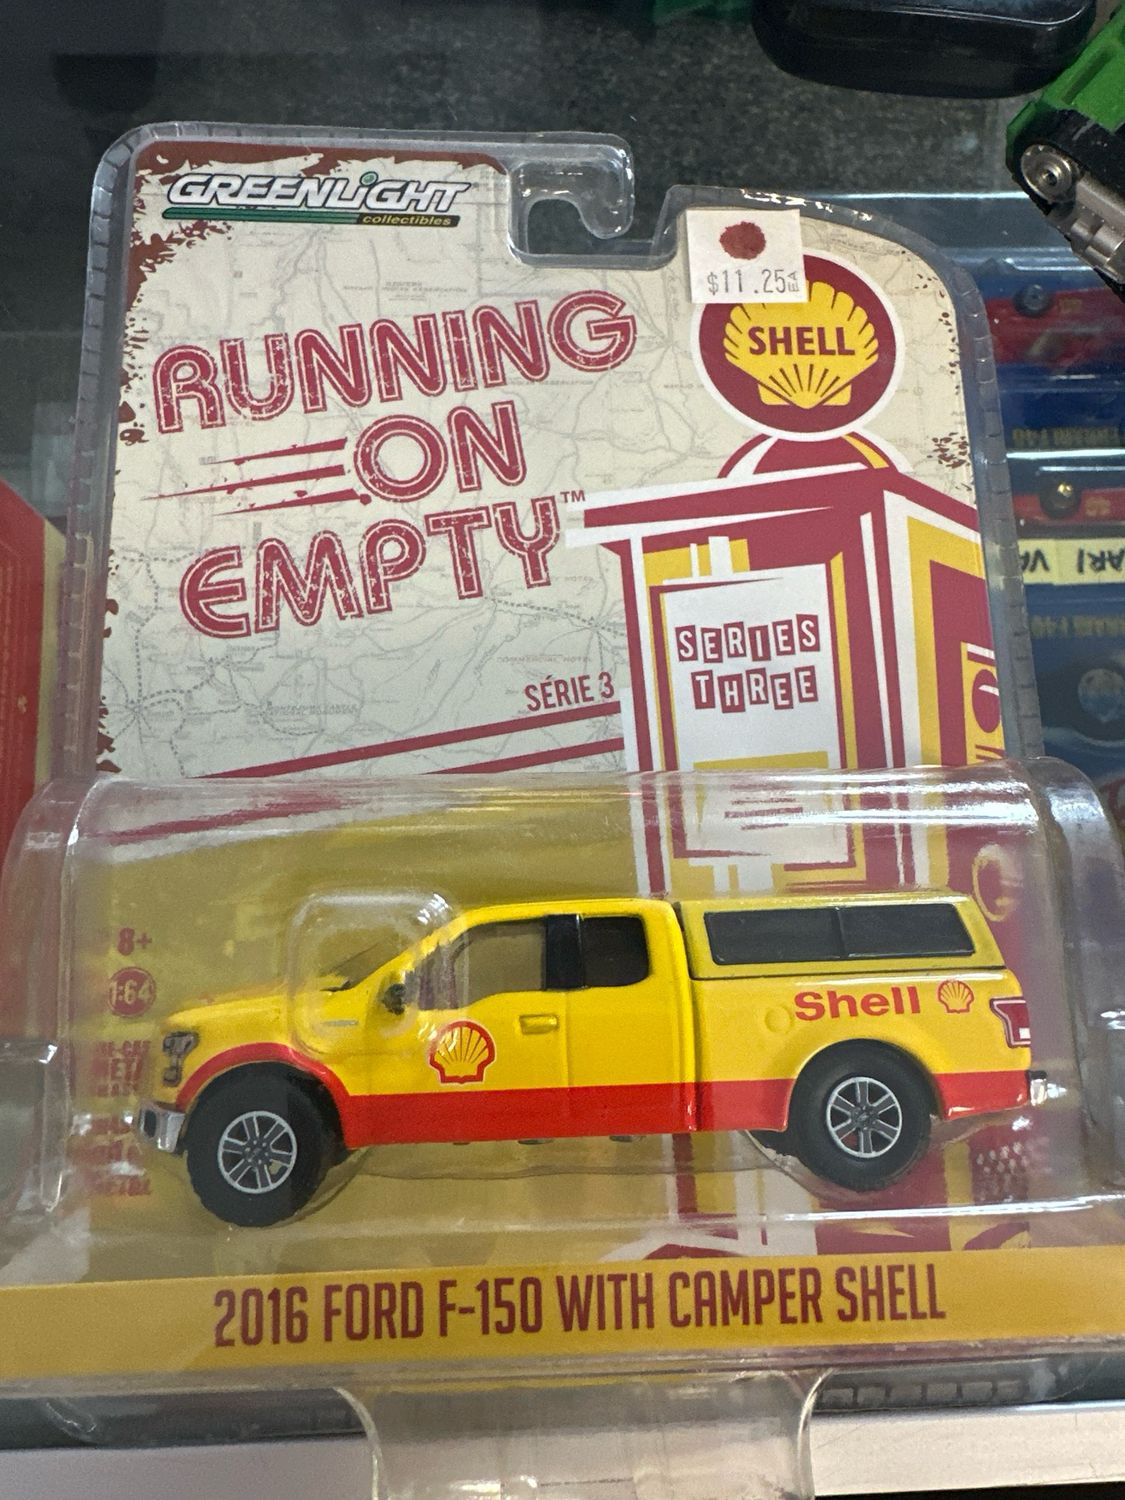 GREENLIGHT
collectibles
$11.25 EA
SHELL
RUNNING
ON
EMPTY™
SERIES
THREE
SÉRIE 3
8+
1:64
Shell
2016 FORD F-150 WITH CAMPER SHELL